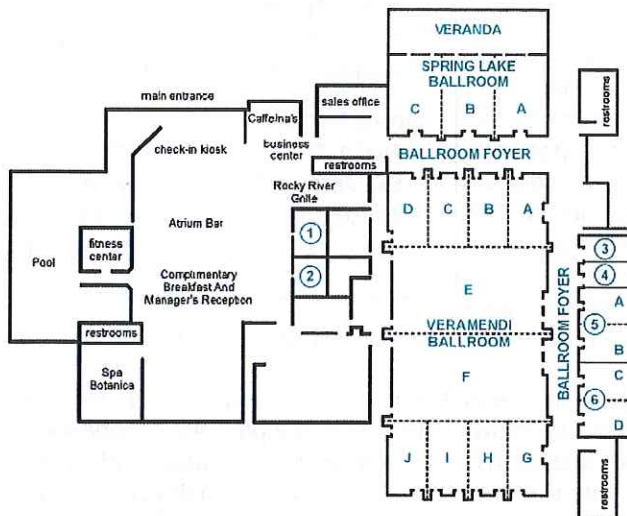 VERANDA
SPRING LAKE
BALLROOM
C B A
restrooms
main entrance
sales office
Caffeina's
check-in kiosk
business
center
restrooms
BALLROOM FOYER
Rocky River
Grille
D C B A
Atrium Bar
1
3
fitness
center
Pool
Complimentary
Breakfast And
Manager's Reception
2
4
E
A
5
B
VERAMENDI
BALLROOM
BALLROOM FOYER
restrooms
Spa
Botanica
F
C
6
D
J I H G
restrooms